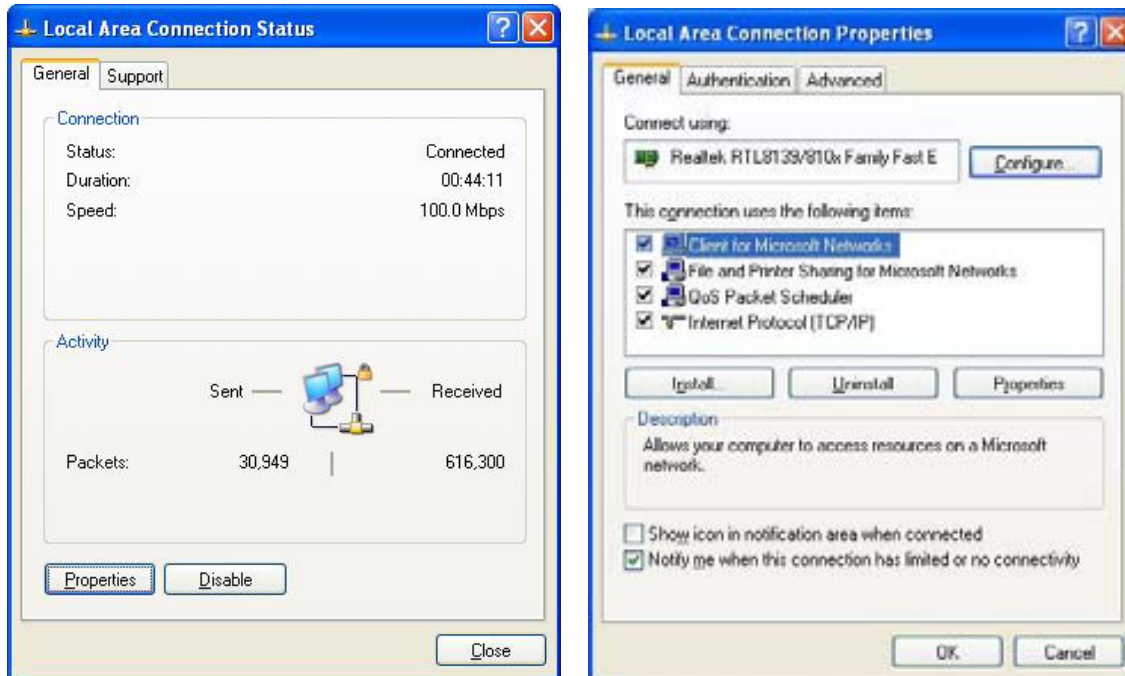 Local Area Connection Status
General Support
Connection
Status: Connected
Duration: 00:44:11
Speed: 100.0 Mbps
Activity
Sent Received
Packets: 30,949 616,300
Properties Disable
Close
Local Area Connection Properties
General Authentication Advanced
Connect using:
Realtek RTL8139/810x Family Fast E
Configure...
This connection uses the following items:
Client for Microsoft Networks
File and Printer Sharing for Microsoft Networks
QoS Packet Scheduler
Internet Protocol (TCP/IP)
Install... Uninstall Properties
Description
Allows your computer to access resources on a Microsoft
network.
Show icon in notification area when connected
Notify me when this connection has limited or no connectivity
OK Cancel